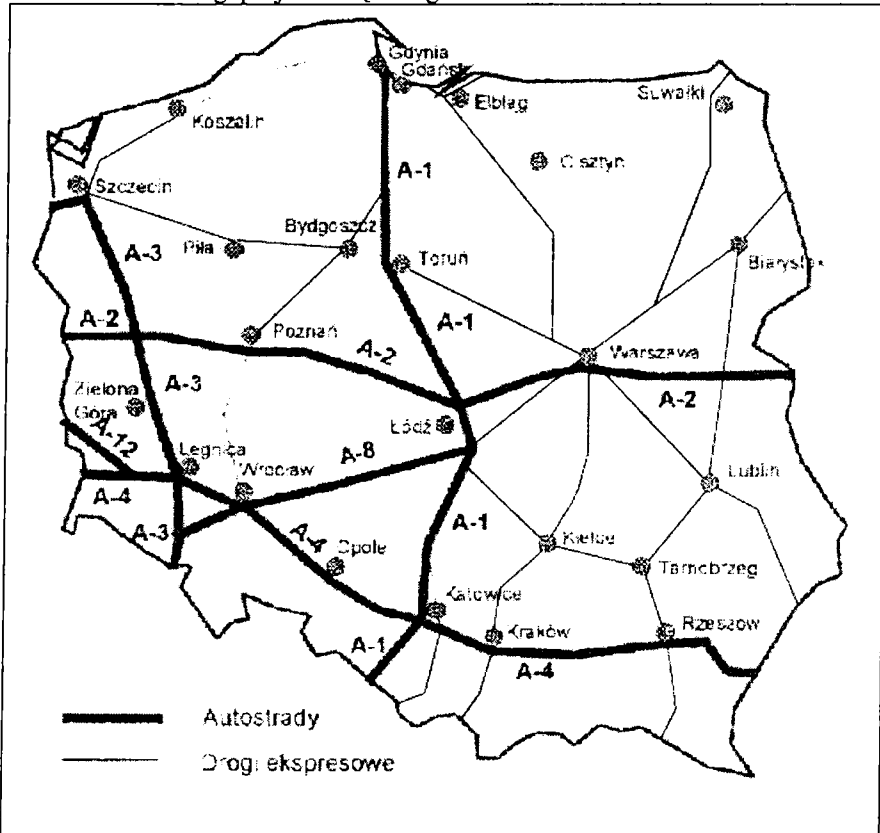 Gdynia
Gdańsk
Elbląg
Suwałki
Koszalin
Olsztyn
A-1
Szczecin
Bydgoszcz
A-3
Piła
Toruń
Białystok
A-2
Poznań
A-1
Warszawa
A-2
A-3
Zielona
Góra
A-2
Łódź
A-12
Legnica
Wrocław
A-8
Lublin
A-4
A-1
A-3
A-4
Opole
Kielce
Tarnobrzeg
Katowice
Kraków
Rzeszów
A-1
A-4
Autostrady
Drogi ekspresowe